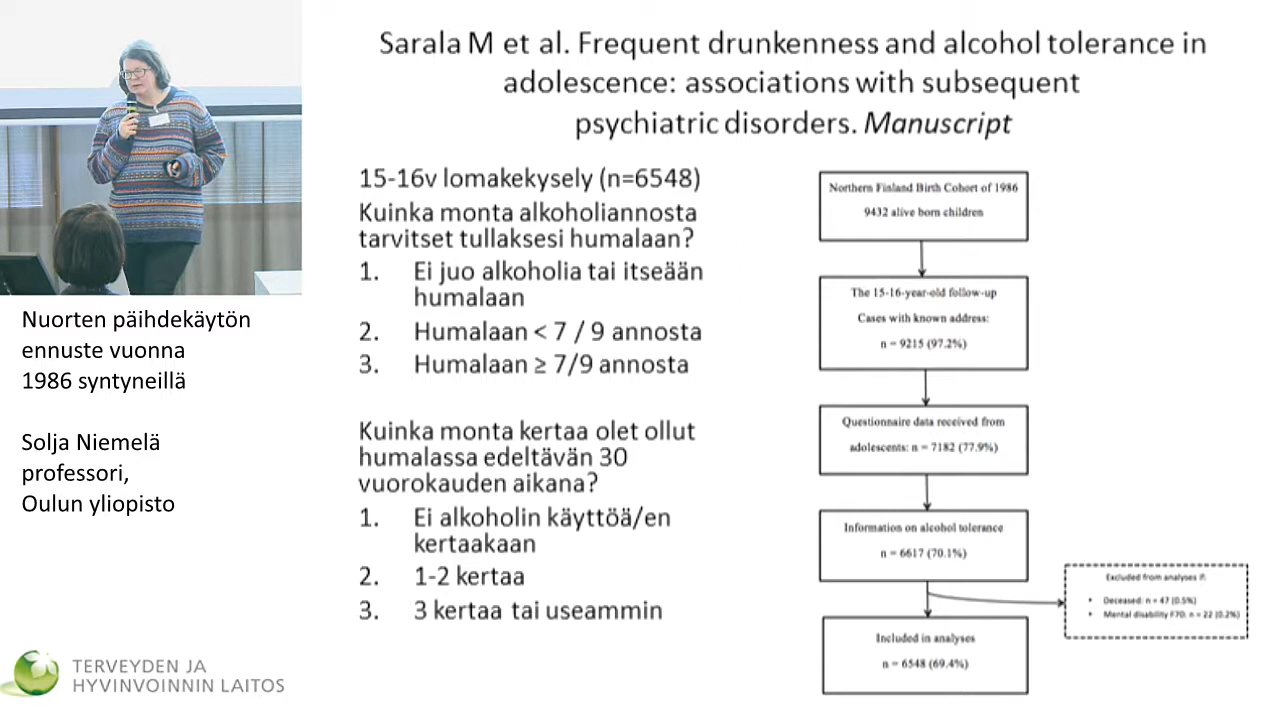 Sarala M et al. Frequent drunkenness and alcohol tolerance in
adolescence: associations with subsequent
psychiatric disorders. Manuscript
15-16v lomakekysely (n=6548)
Kuinka monta alkoholiannosta
tarvitset tullaksesi humalaan?
1. Ei juo alkoholia tai itseään
humalaan
2. Humalaan < 7 / 9 annosta
3. Humalaan ≥ 7/9 annosta
Kuinka monta kertaa olet ollut
humalassa edeltävän 30
vuorokauden aikana?
1. Ei alkoholin käyttöä/en
kertaakaan
2. 1-2 kertaa
3. 3 kertaa tai useammin
Northern Finland Birth Cohort of 1986
9432 alive born children
The 15-16-year-old follow-up
Cases with known address:
n = 9215 (97.2%)
Questionnaire data received from
adolescents: n = 7182 (77.9%)
Information on alcohol tolerance
n = 6617 (70.1%)
Excluded from analyses if:
• Deceased: n = 47 (0.5%)
• Mental disability F70: n = 22 (0.2%)
Included in analyses
n = 6548 (69.4%)
Nuorten päihdekäytön
ennuste vuonna
1986 syntyneillä
Solja Niemelä
professori,
Oulun yliopisto
TERVEYDEN JA
HYVINVOINNIN LAITOS